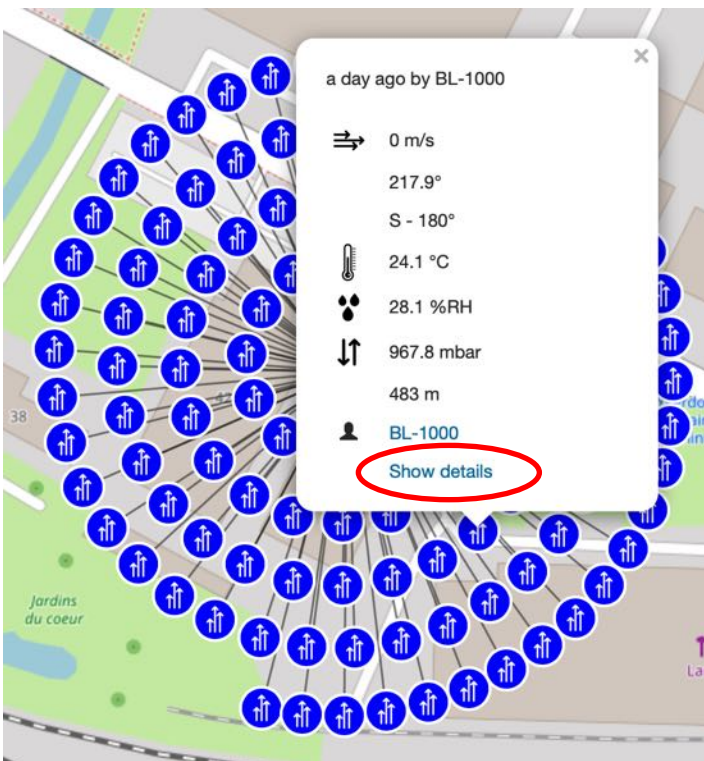 ×
a day ago by BL-1000
0 m/s
217.9°
S - 180°
24.1 °C
28.1 %RH
967.8 mbar
483 m
BL-1000
Show details
38
Jardins
du coeur
La